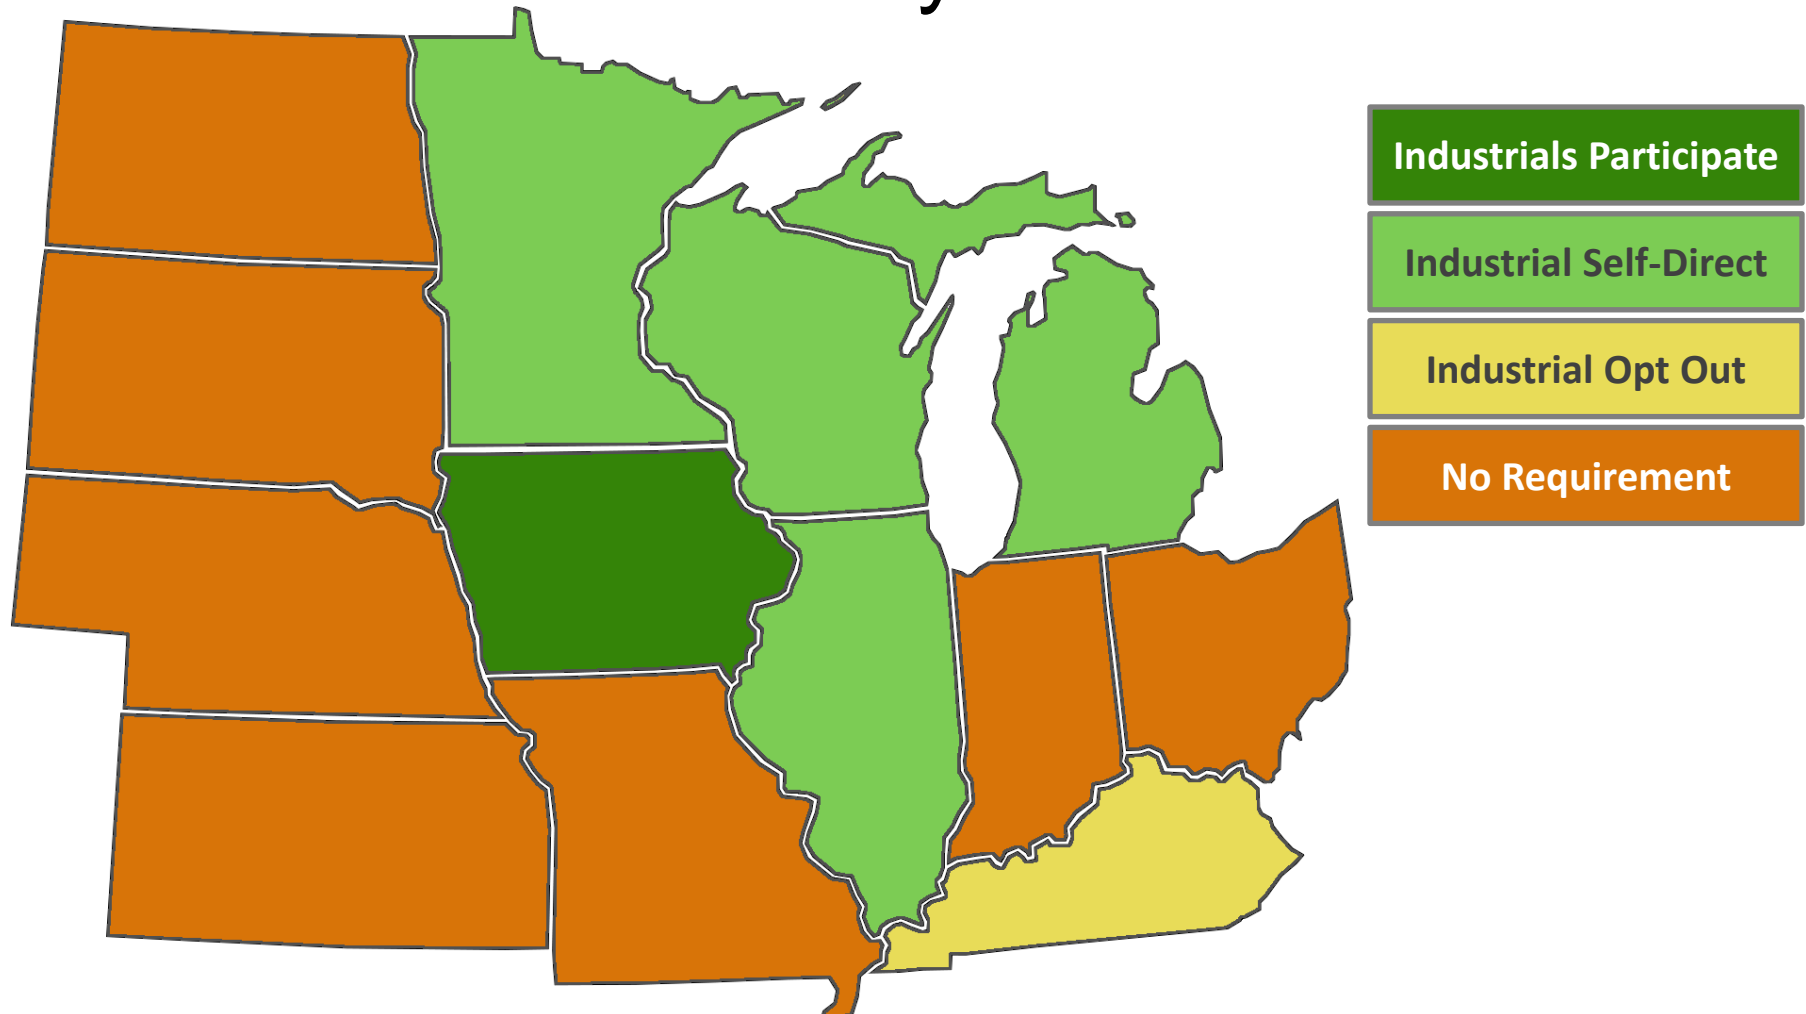 Industrials Participate
Industrial Self-Direct
Industrial Opt Out
No Requirement